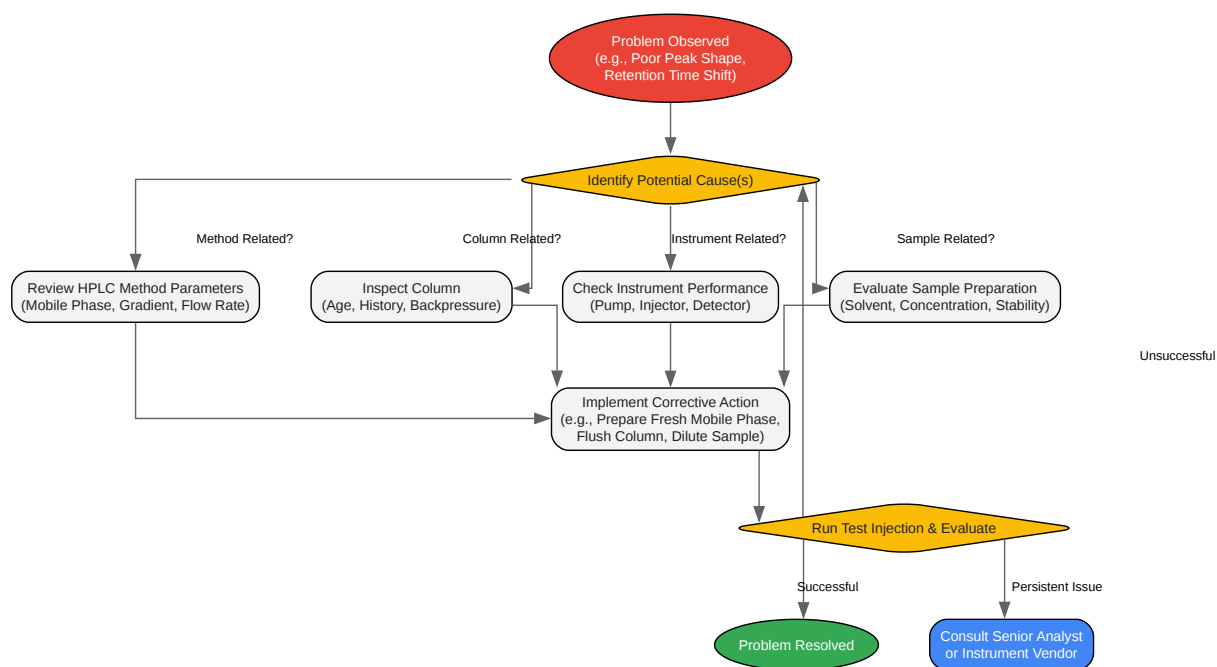 Problem Observed
(e.g., Poor Peak Shape,
Retention Time Shift)
Identify Potential Cause(s)
Method Related?
Column Related?
Instrument Related?
Sample Related?
Review HPLC Method Parameters
(Mobile Phase, Gradient, Flow Rate)
Inspect Column
(Age, History, Backpressure)
Check Instrument Performance
(Pump, Injector, Detector)
Evaluate Sample Preparation
(Solvent, Concentration, Stability)
Unsuccessful
Implement Corrective Action
(e.g., Prepare Fresh Mobile Phase,
Flush Column, Dilute Sample)
Run Test Injection & Evaluate
Successful
Persistent Issue
Problem Resolved
Consult Senior Analyst
or Instrument Vendor